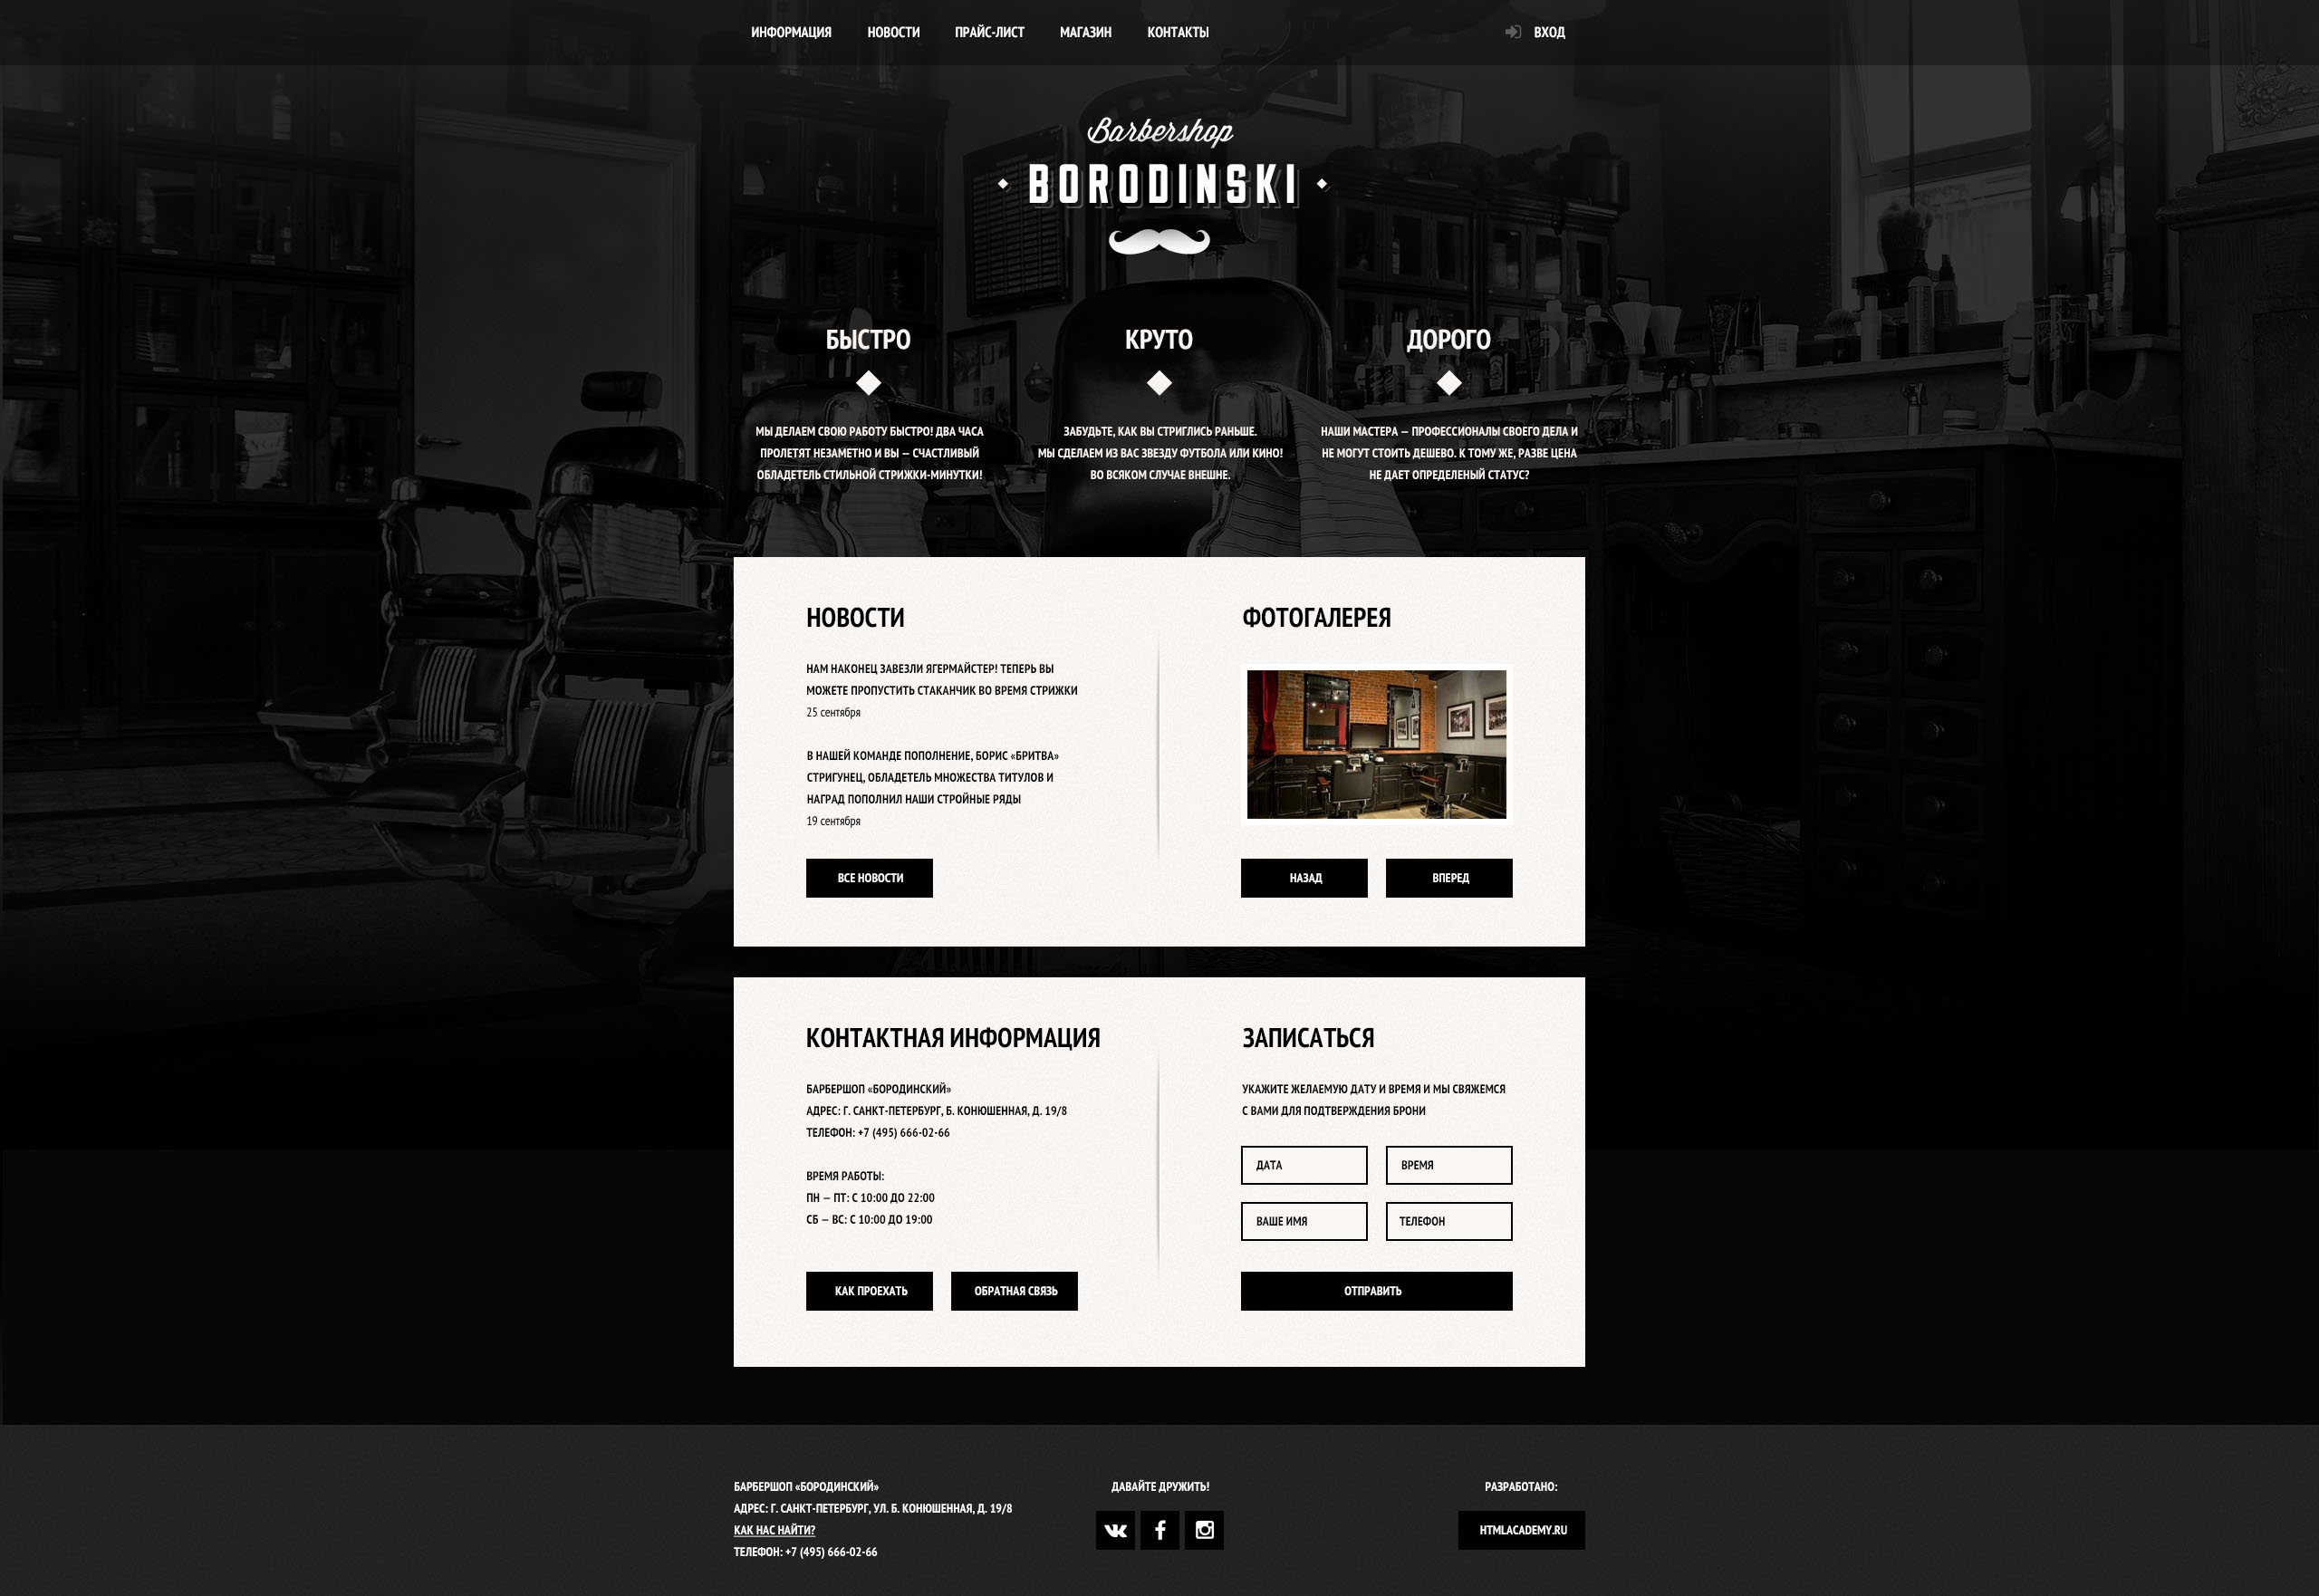 ИНФОРМАЦИЯ НОВОСТИ ПРАЙС-ЛИСТ МАГАЗИН КОНТАКТЫ ВХОД
Barbershop
BORODINSKI
БЫСТРО
МЫ ДЕЛАЕМ СВОЮ РАБОТУ БЫСТРО! ДВА ЧАСА
ПРОЛЕТЯТ НЕЗАМЕТНО И ВЫ — СЧАСТЛИВЫЙ
ОБЛАДЕТЕЛЬ СТИЛЬНОЙ СТРИЖКИ-МИНУТКИ!
КРУТО
ЗАБУДЬТЕ, КАК ВЫ СТРИГЛИСЬ РАНЬШЕ.
МЫ СДЕЛАЕМ ИЗ ВАС ЗВЕЗДУ ФУТБОЛА ИЛИ КИНО!
ВО ВСЯКОМ СЛУЧАЕ ВНЕШНЕ.
ДОРОГО
НАШИ МАСТЕРА — ПРОФЕССИОНАЛЫ СВОЕГО ДЕЛА И
НЕ МОГУТ СТОИТЬ ДЕШЕВО. К ТОМУ ЖЕ, РАЗВЕ ЦЕНА
НЕ ДАЕТ ОПРЕДЕЛЕНЫЙ СТАТУС?
НОВОСТИ
НАМ НАКОНЕЦ ЗАВЕЗЛИ ЯГЕРМАЙСТЕР! ТЕПЕРЬ ВЫ
МОЖЕТЕ ПРОПУСТИТЬ СТАКАНЧИК ВО ВРЕМЯ СТРИЖКИ
25 сентября
В НАШЕЙ КОМАНДЕ ПОПОЛНЕНИЕ, БОРИС «БРИТВА»
СТРИГУНЕЦ, ОБЛАДЕТЕЛЬ МНОЖЕСТВА ТИТУЛОВ И
НАГРАД ПОПОЛНИЛ НАШИ СТРОЙНЫЕ РЯДЫ
19 сентября
ВСЕ НОВОСТИ
ФОТОГАЛЕРЕЯ
НАЗАД ВПЕРЕД
КОНТАКТНАЯ ИНФОРМАЦИЯ
БАРБЕРШОП «БОРОДИНСКИЙ»
АДРЕС: Г. САНКТ-ПЕТЕРБУРГ, Б. КОНЮШЕННАЯ, Д. 19/8
ТЕЛЕФОН: +7 (495) 666-02-66
ВРЕМЯ РАБОТЫ:
ПН — ПТ: С 10:00 ДО 22:00
СБ — ВС: С 10:00 ДО 19:00
КАК ПРОЕХАТЬ ОБРАТНАЯ СВЯЗЬ
ЗАПИСАТЬСЯ
УКАЖИТЕ ЖЕЛАЕМУЮ ДАТУ И ВРЕМЯ И МЫ СВЯЖЕМСЯ
С ВАМИ ДЛЯ ПОДТВЕРЖДЕНИЯ БРОНИ
ДАТА ВРЕМЯ
ВАШЕ ИМЯ ТЕЛЕФОН
ОТПРАВИТЬ
БАРБЕРШОП «БОРОДИНСКИЙ»
АДРЕС: Г. САНКТ-ПЕТЕРБУРГ, УЛ. Б. КОНЮШЕННАЯ, Д. 19/8
КАК НАС НАЙТИ?
ТЕЛЕФОН: +7 (495) 666-02-66
ДАВАЙТЕ ДРУЖИТЬ!
РАЗРАБОТАНО:
HTMLACADEMY.RU